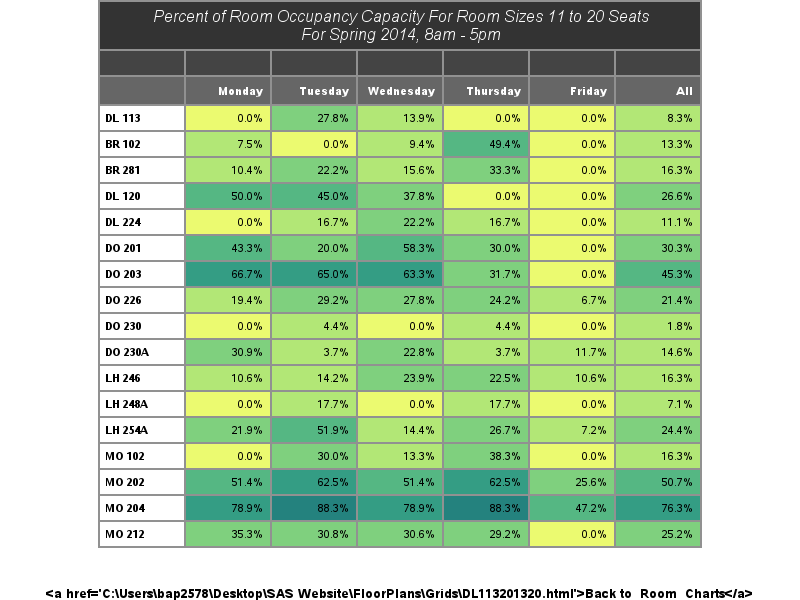 Percent of Room Occupancy Capacity For Room Sizes 11 to 20 Seats
For Spring 2014, 8am - 5pm
Monday Tuesday Wednesday Thursday Friday All
DL 113 0.0% 27.8% 13.9% 0.0% 0.0% 8.3%
BR 102 7.5% 0.0% 9.4% 49.4% 0.0% 13.3%
BR 281 10.4% 22.2% 15.6% 33.3% 0.0% 16.3%
DL 120 50.0% 45.0% 37.8% 0.0% 0.0% 26.6%
DL 224 0.0% 16.7% 22.2% 16.7% 0.0% 11.1%
DO 201 43.3% 20.0% 58.3% 30.0% 0.0% 30.3%
DO 203 66.7% 65.0% 63.3% 31.7% 0.0% 45.3%
DO 226 19.4% 29.2% 27.8% 24.2% 6.7% 21.4%
DO 230 0.0% 4.4% 0.0% 4.4% 0.0% 1.8%
DO 230A 30.9% 3.7% 22.8% 3.7% 11.7% 14.6%
LH 246 10.6% 14.2% 23.9% 22.5% 10.6% 16.3%
LH 248A 0.0% 17.7% 0.0% 17.7% 0.0% 7.1%
LH 254A 21.9% 51.9% 14.4% 26.7% 7.2% 24.4%
MO 102 0.0% 30.0% 13.3% 38.3% 0.0% 16.3%
MO 202 51.4% 62.5% 51.4% 62.5% 25.6% 50.7%
MO 204 78.9% 88.3% 78.9% 88.3% 47.2% 76.3%
MO 212 35.3% 30.8% 30.6% 29.2% 0.0% 25.2%
<a href='C:\Users\bap2578\Desktop\SAS Website\FloorPlans\Grids\DL113201320.html'>Back to Room Charts</a>